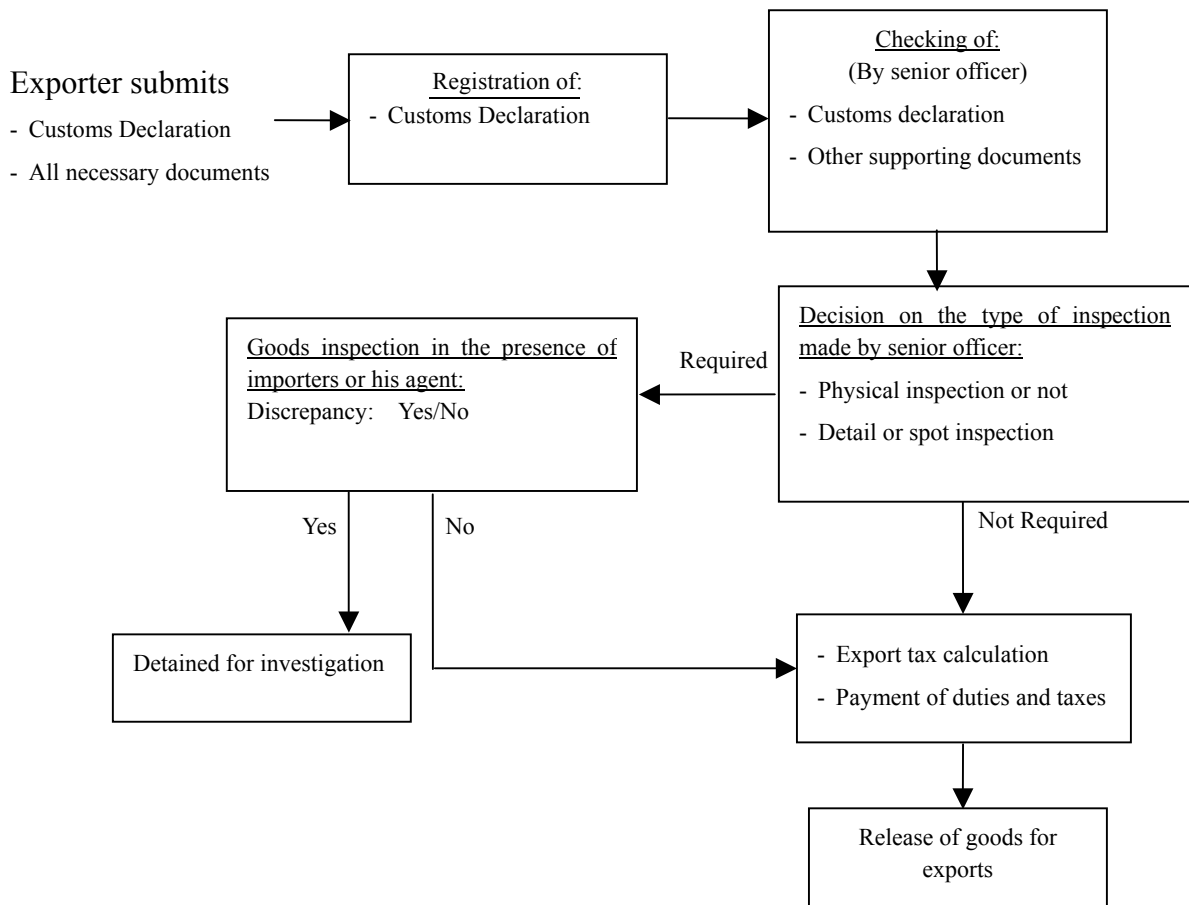 Exporter submits
- Customs Declaration
- All necessary documents
Registration of:
- Customs Declaration
Checking of:
(By senior officer)
- Customs declaration
- Other supporting documents
Decision on the type of inspection
made by senior officer:
- Physical inspection or not
- Detail or spot inspection
Required
Goods inspection in the presence of
importers or his agent:
Discrepancy: Yes/No
Yes
No
Not Required
Detained for investigation
- Export tax calculation
- Payment of duties and taxes
Release of goods for
exports